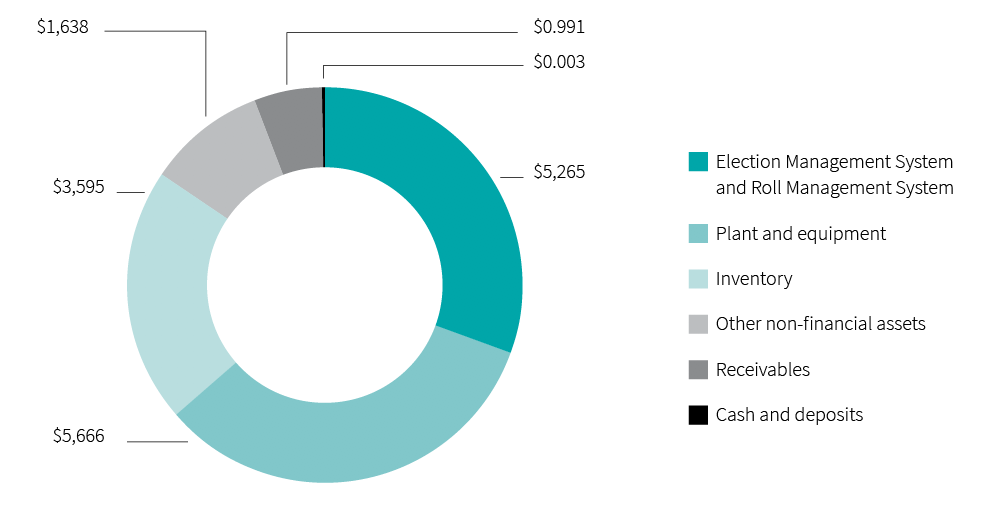 $1,638
$0.991
$0.003
$3,595
$5,265
$5,666
Election Management System
and Roll Management System
Plant and equipment
Inventory
Other non-financial assets
Receivables
Cash and deposits